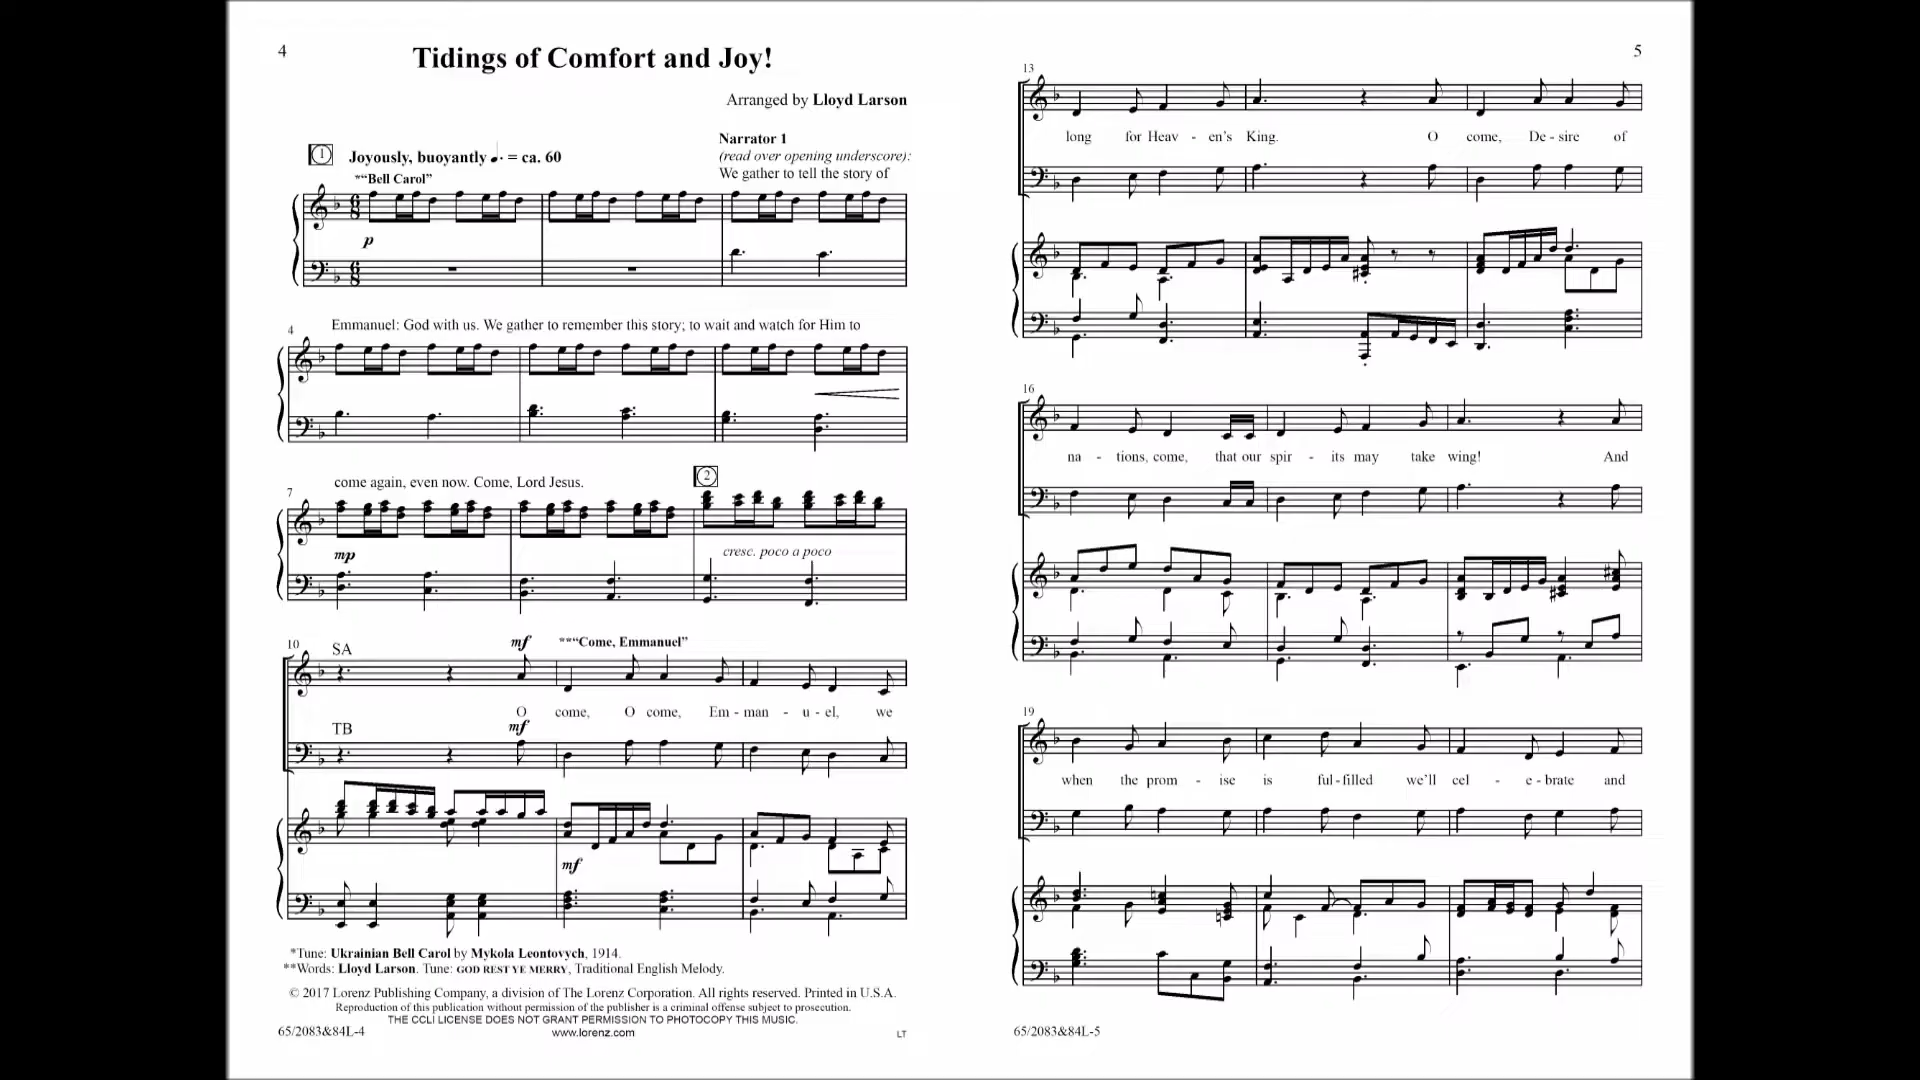 4
Tidings of Comfort and Joy!
Arranged by Lloyd Larson
1
Joyously, buoyantly ♩. = ca. 60
*“Bell Carol”
Narrator 1
(read over opening underscore):
We gather to tell the story of
p
4
Emmanuel: God with us. We gather to remember this story; to wait and watch for Him to
7
come again, even now. Come, Lord Jesus.
2
mp
cresc. poco a poco
10
SA
mf
**“Come, Emmanuel”
O come, O come, Em - man - u - el, we
TB
mf
mf
*Tune: Ukrainian Bell Carol by Mykola Leontovych, 1914.
**Words: Lloyd Larson. Tune: GOD REST YE MERRY, Traditional English Melody.
© 2017 Lorenz Publishing Company, a division of The Lorenz Corporation. All rights reserved. Printed in U.S.A.
Reproduction of this publication without permission of the publisher is a criminal offense subject to prosecution.
THE CCLI LICENSE DOES NOT GRANT PERMISSION TO PHOTOCOPY THIS MUSIC.
www.lorenz.com
65/2083&84L-4
LT
5
13
long for Heav - en’s King. O come, De - sire of
16
na - tions, come, that our spir - its may take wing! And
19
when the prom - ise is ful - filled we’ll cel - e - brate and
65/2083&84L-5